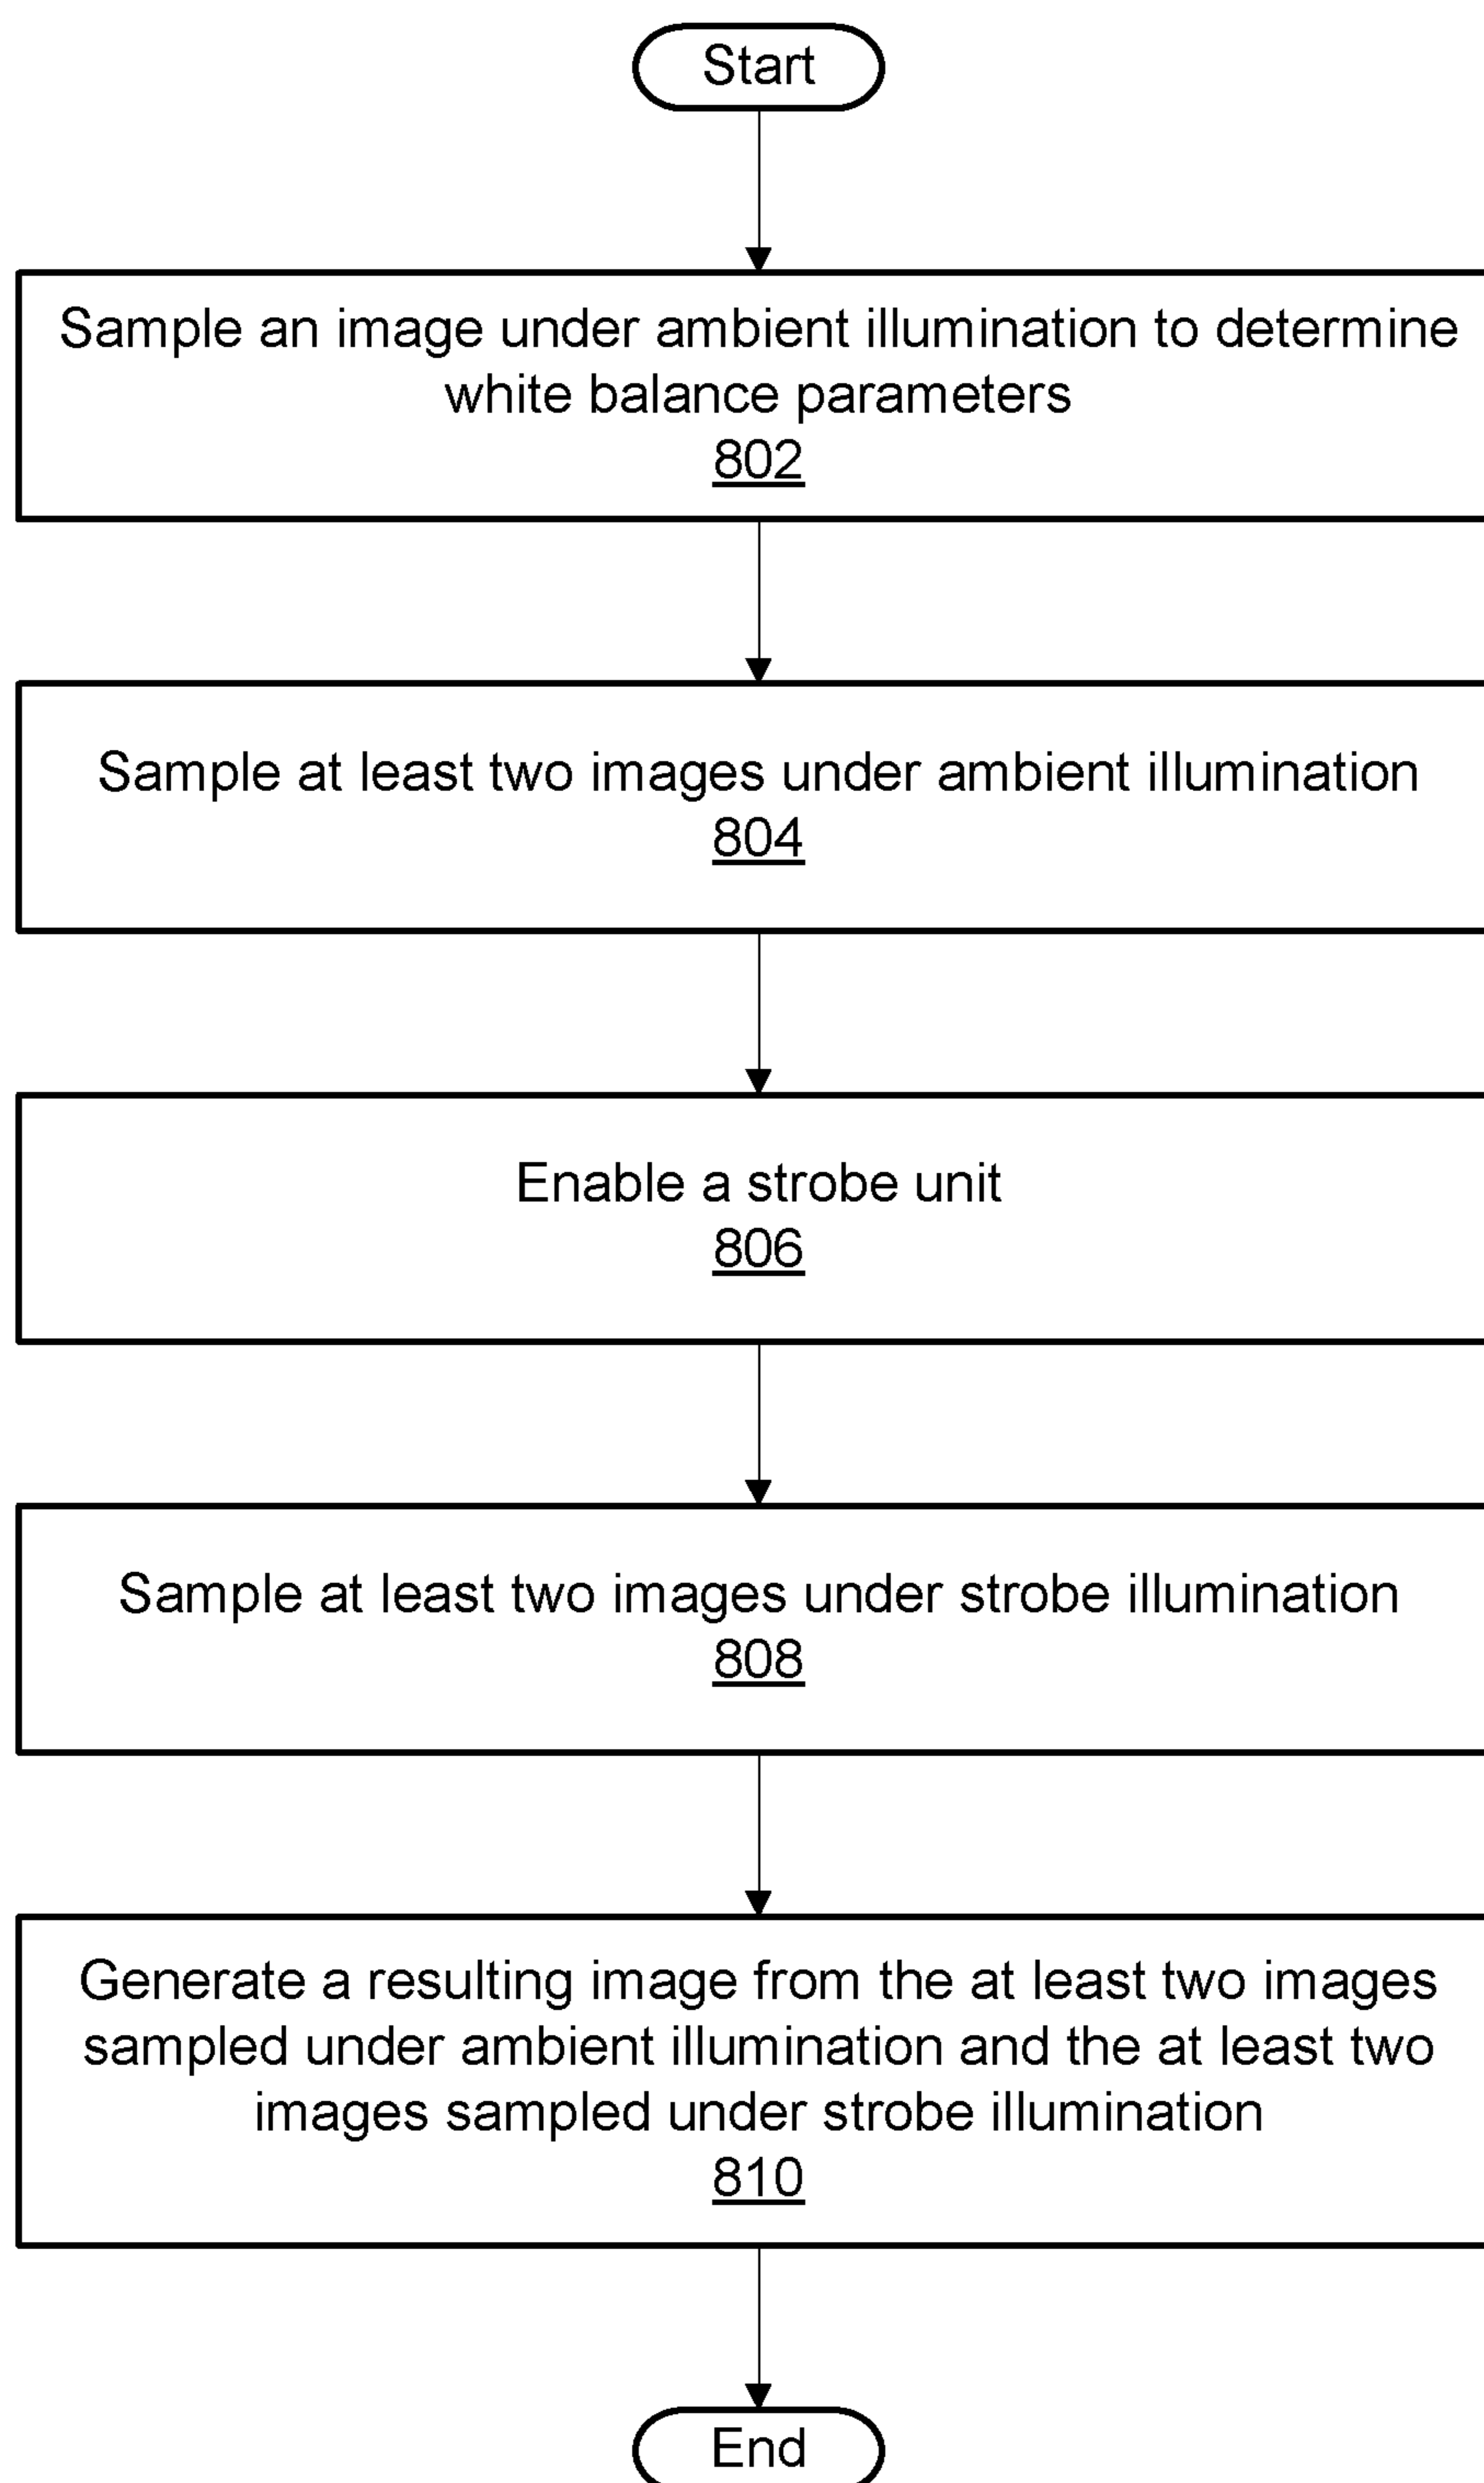 Start
Sample an image under ambient illumination to determine
white balance parameters
802
Sample at least two images under ambient illumination
804
Enable a strobe unit
806
Sample at least two images under strobe illumination
808
Generate a resulting image from the at least two images
sampled under ambient illumination and the at least two
images sampled under strobe illumination
810
End